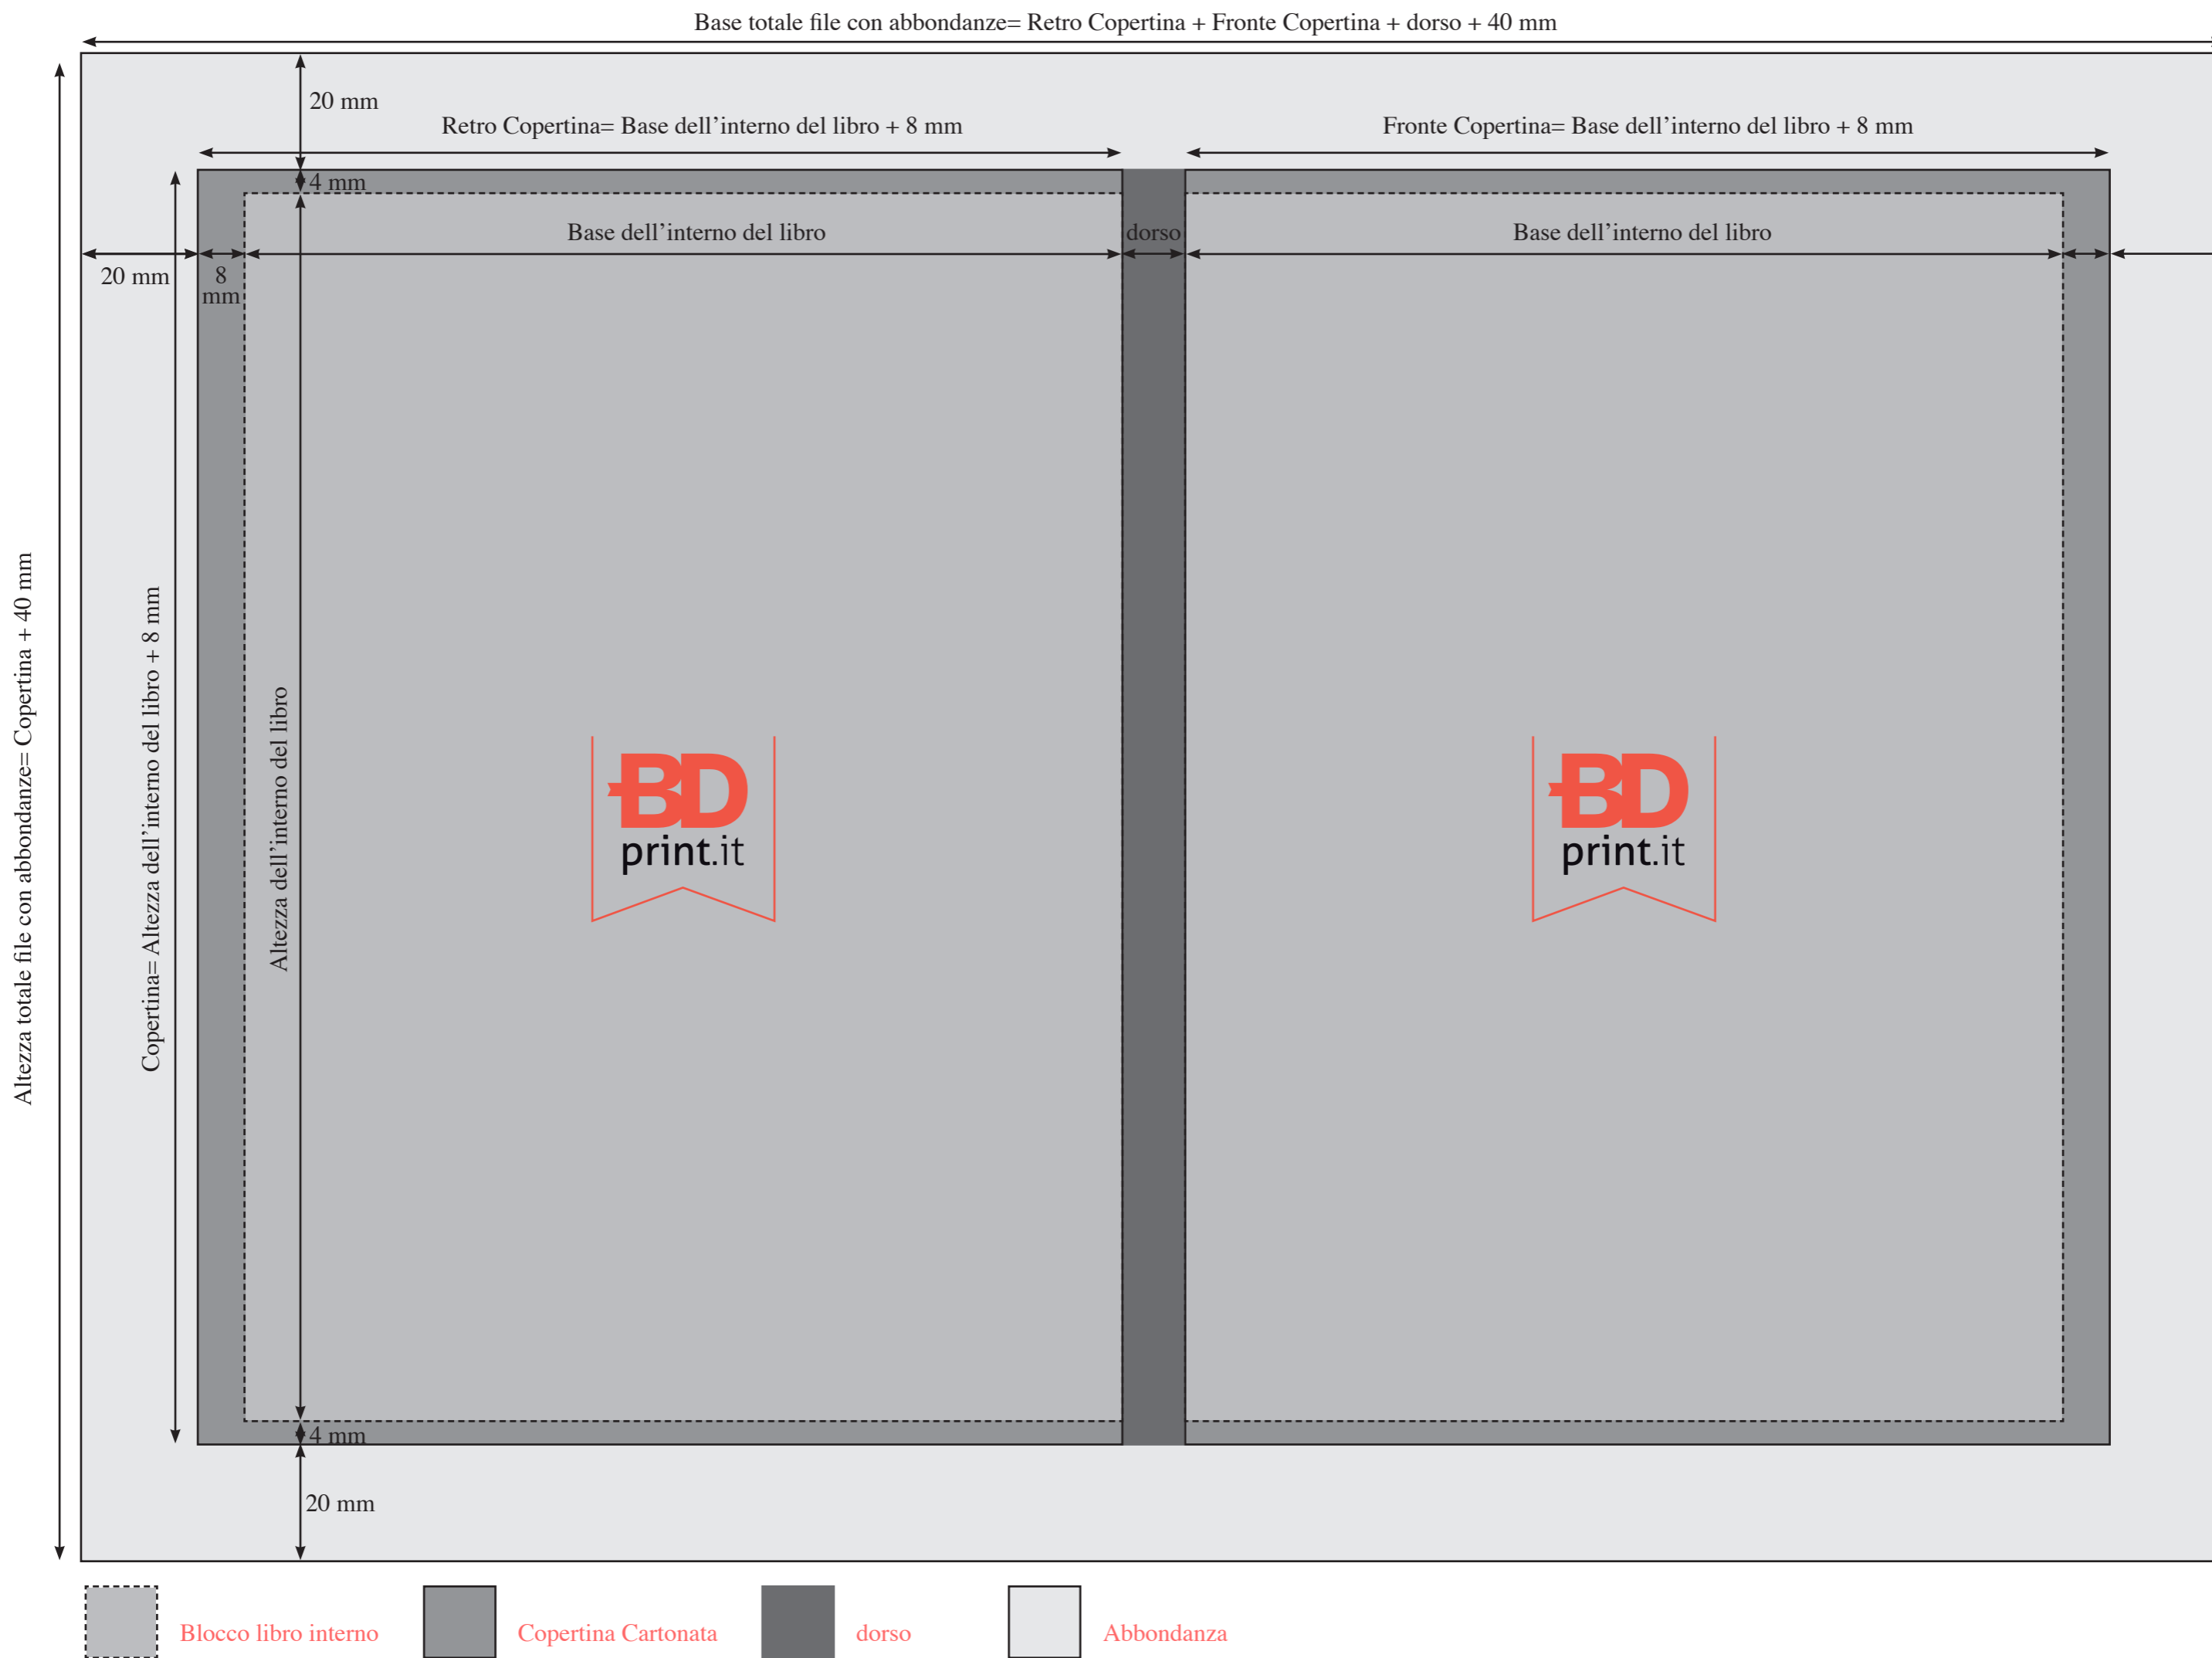 Base totale file con abbondanze= Retro Copertina + Fronte Copertina + dorso + 40 mm
20 mm
Retro Copertina= Base dell’interno del libro + 8 mm
Fronte Copertina= Base dell’interno del libro + 8 mm
4 mm
Base dell’interno del libro
dorso
Base dell’interno del libro
20 mm
8
mm
Altezza totale file con abbondanze= Copertina + 40 mm
Copertina= Altezza dell’interno del libro + 8 mm
Altezza dell’interno del libro
BD
print.it
BD
print.it
4 mm
20 mm
Blocco libro interno
Copertina Cartonata
dorso
Abbondanza